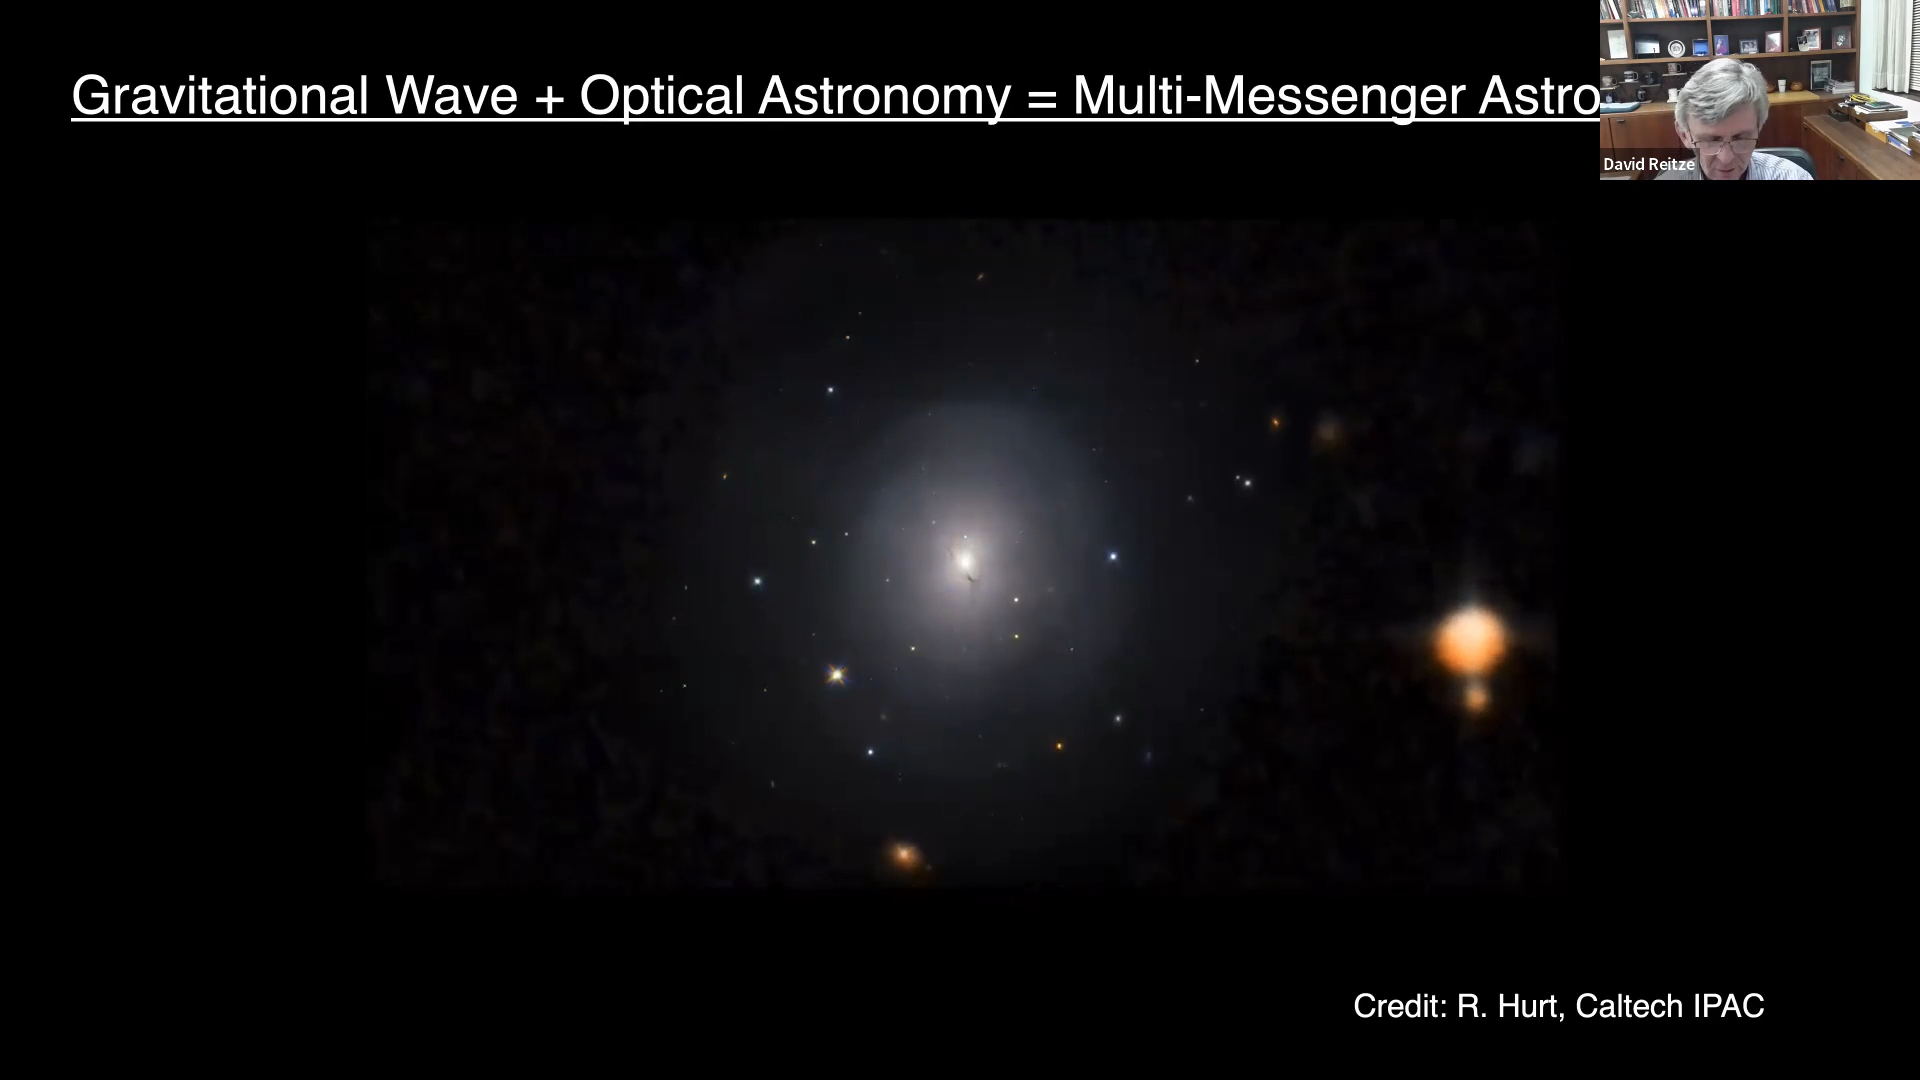 Gravitational Wave + Optical Astronomy = Multi-Messenger Astro
David Reitze
Credit: R. Hurt, Caltech IPAC